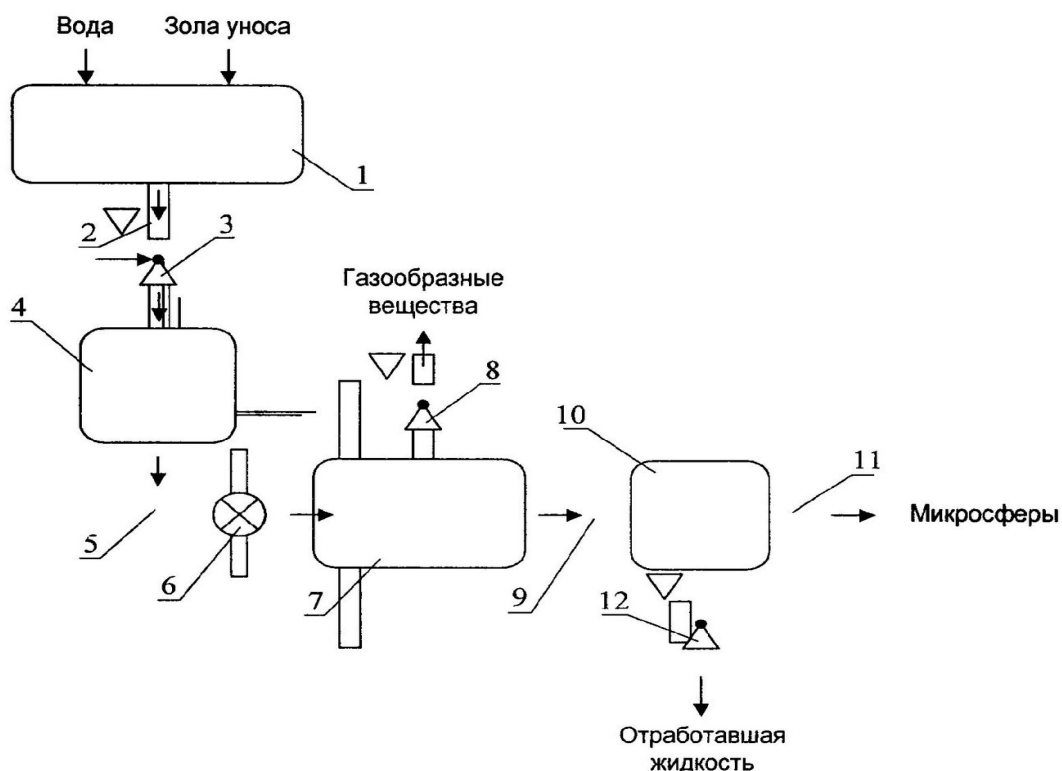 Вода
Зола уноса
1
2
3
Газообразные
вещества
4
8
10
11
Микросферы
5
6
7
9
12
Отработавшая
жидкость